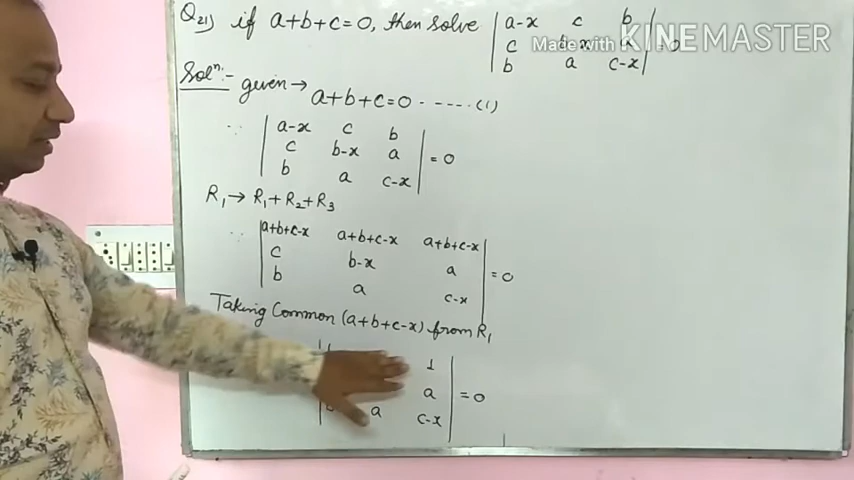 Q21) if a+b+c=0, then solve | a-x c b |
| c b-x a | = 0
| b a c-x |
Made with KINEMASTER
Solⁿ:- given → a+b+c=0 ------ (1)
∵ | a-x c b |
| c b-x a | = 0
| b a c-x |
R₁ → R₁+R₂+R₃
∵ | a+b+c-x a+b+c-x a+b+c-x |
| c b-x a | = 0
| b a c-x |
Taking Common (a+b+c-x) from R₁
1 |
a | = 0
a c-x |